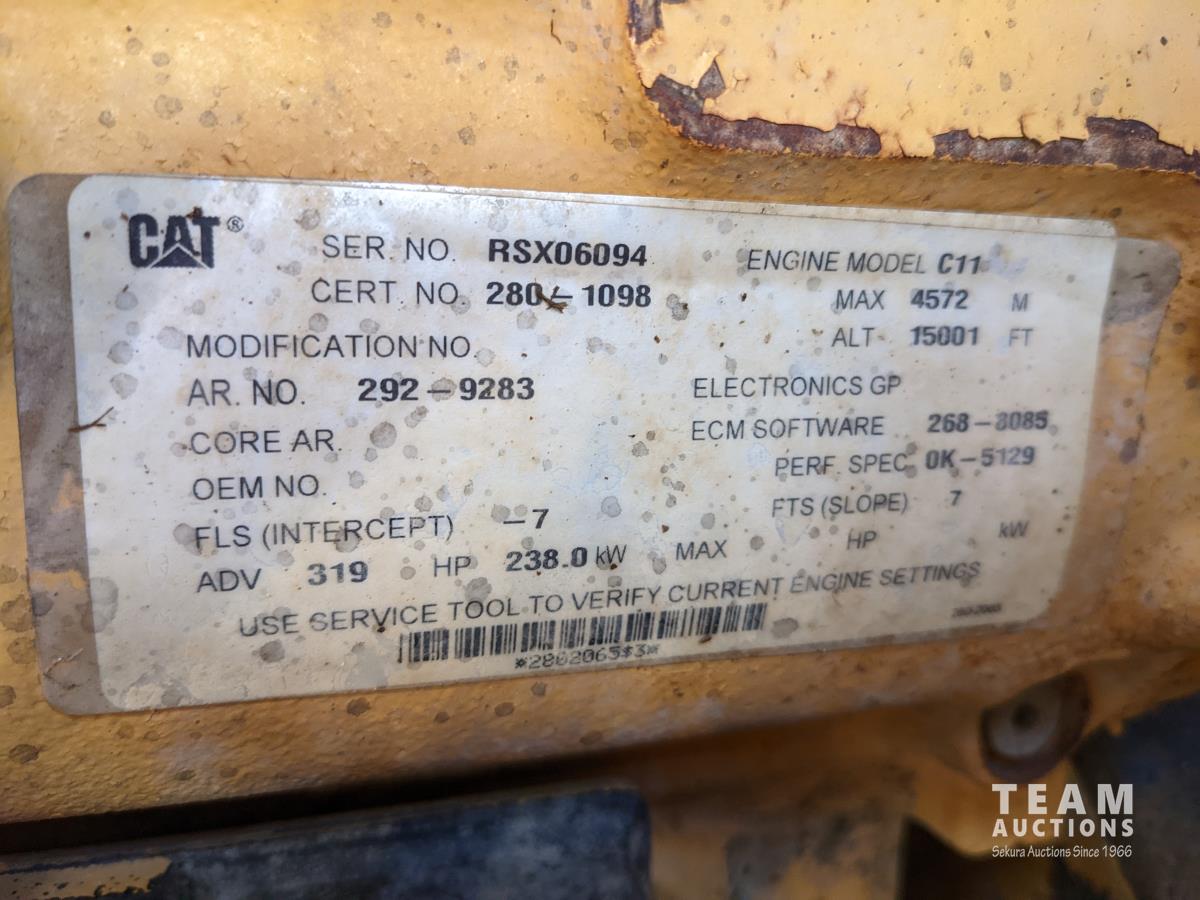 CAT®
SER. NO. RSX06094
ENGINE MODEL C11
CERT. NO. 280-1098
MAX 4572 M
ALT 15001 FT
MODIFICATION NO.
AR. NO. 292-9283
ELECTRONICS GP
CORE AR.
ECM SOFTWARE 268-8085
OEM NO.
PERF. SPEC 0K-5129
FLS (INTERCEPT) -7
FTS (SLOPE) 7
ADV 319 HP 238.0 kW MAX HP kW
USE SERVICE TOOL TO VERIFY CURRENT ENGINE SETTINGS
*2802065$3*
TEAM
AUCTIONS
Sekura Auctions Since 1966